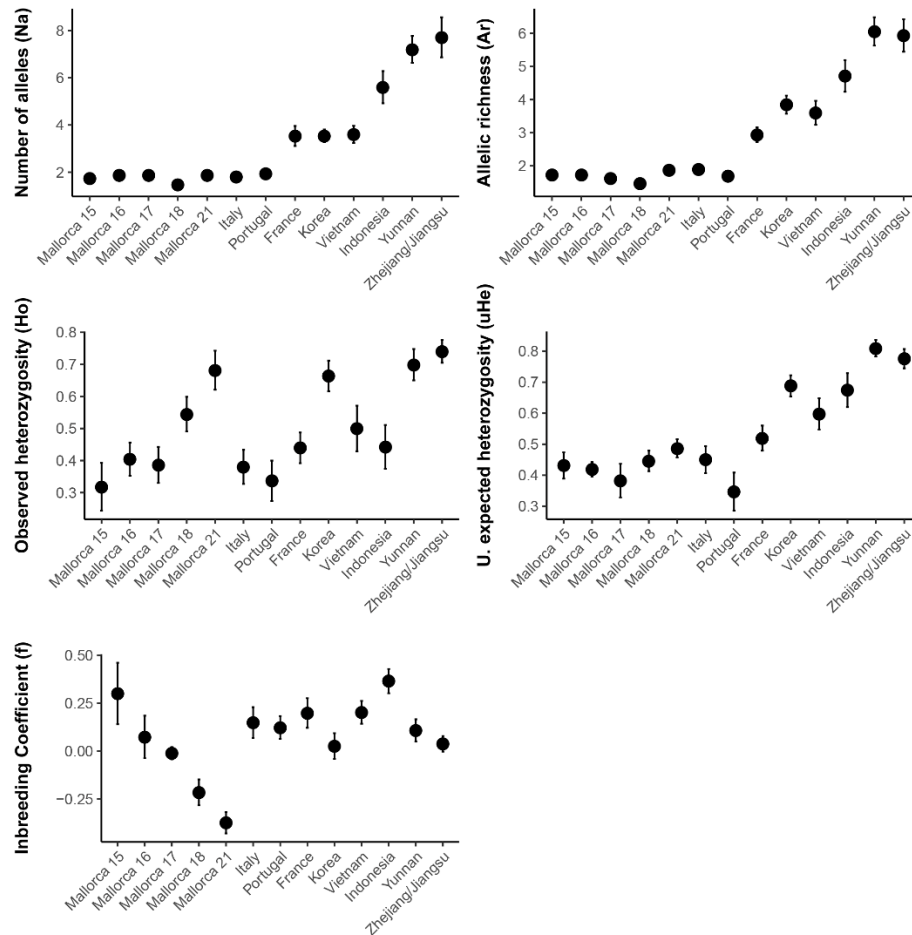 Number of alleles (Na)
8
6
4
2
Mallorca 15
Mallorca 16
Mallorca 17
Mallorca 18
Mallorca 21
Italy
Portugal
France
Korea
Vietnam
Indonesia
Yunnan
Zhejiang/Jiangsu
Allelic richness (Ar)
6
5
4
3
2
Mallorca 15
Mallorca 16
Mallorca 17
Mallorca 18
Mallorca 21
Italy
Portugal
France
Korea
Vietnam
Indonesia
Yunnan
Zhejiang/Jiangsu
Observed heterozygosity (Ho)
0.8
0.7
0.6
0.5
0.4
0.3
Mallorca 15
Mallorca 16
Mallorca 17
Mallorca 18
Mallorca 21
Italy
Portugal
France
Korea
Vietnam
Indonesia
Yunnan
Zhejiang/Jiangsu
U. expected heterozygosity (uHe)
0.8
0.7
0.6
0.5
0.4
0.3
Mallorca 15
Mallorca 16
Mallorca 17
Mallorca 18
Mallorca 21
Italy
Portugal
France
Korea
Vietnam
Indonesia
Yunnan
Zhejiang/Jiangsu
Inbreeding Coefficient (f)
0.50
0.25
0.00
−0.25
Mallorca 15
Mallorca 16
Mallorca 17
Mallorca 18
Mallorca 21
Italy
Portugal
France
Korea
Vietnam
Indonesia
Yunnan
Zhejiang/Jiangsu